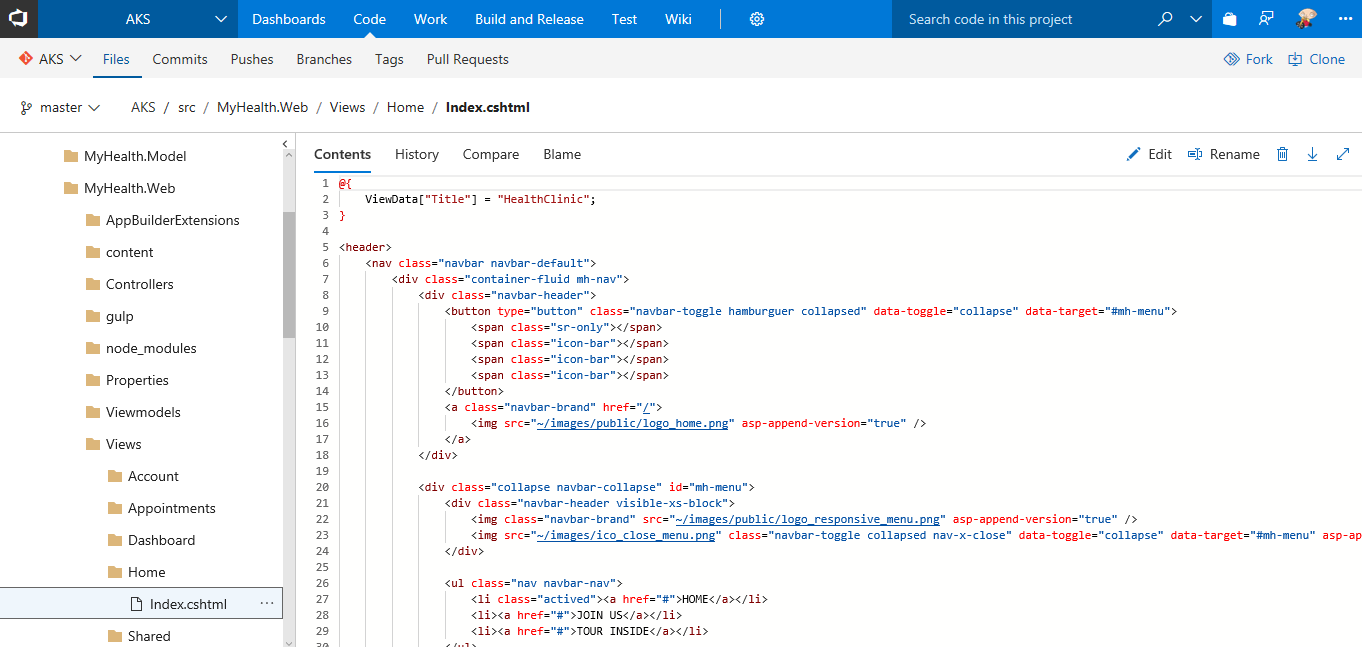 AKS Dashboards Code Work Build and Release Test Wiki Search code in this project
AKS Files Commits Pushes Branches Tags Pull Requests Fork Clone
master AKS / src / MyHealth.Web / Views / Home / Index.cshtml
MyHealth.Model
MyHealth.Web
AppBuilderExtensions
content
Controllers
gulp
node_modules
Properties
Viewmodels
Views
Account
Appointments
Dashboard
Home
Index.cshtml ...
Shared
Contents History Compare Blame Edit Rename
1 @{
2 ViewData["Title"] = "HealthClinic";
3 }
4
5 <header>
6 <nav class="navbar navbar-default">
7 <div class="container-fluid mh-nav">
8 <div class="navbar-header">
9 <button type="button" class="navbar-toggle hamburguer collapsed" data-toggle="collapse" data-target="#mh-menu">
10 <span class="sr-only"></span>
11 <span class="icon-bar"></span>
12 <span class="icon-bar"></span>
13 <span class="icon-bar"></span>
14 </button>
15 <a class="navbar-brand" href="/">
16 <img src="~/images/public/logo_home.png" asp-append-version="true" />
17 </a>
18 </div>
19
20 <div class="collapse navbar-collapse" id="mh-menu">
21 <div class="navbar-header visible-xs-block">
22 <img class="navbar-brand" src="~/images/public/logo_responsive_menu.png" asp-append-version="true" />
23 <img src="~/images/ico_close_menu.png" class="navbar-toggle collapsed nav-x-close" data-toggle="collapse" data-target="#mh-menu" asp-ap
24 </div>
25
26 <ul class="nav navbar-nav">
27 <li class="actived"><a href="#">HOME</a></li>
28 <li><a href="#">JOIN US</a></li>
29 <li><a href="#">TOUR INSIDE</a></li>
30 </ul>